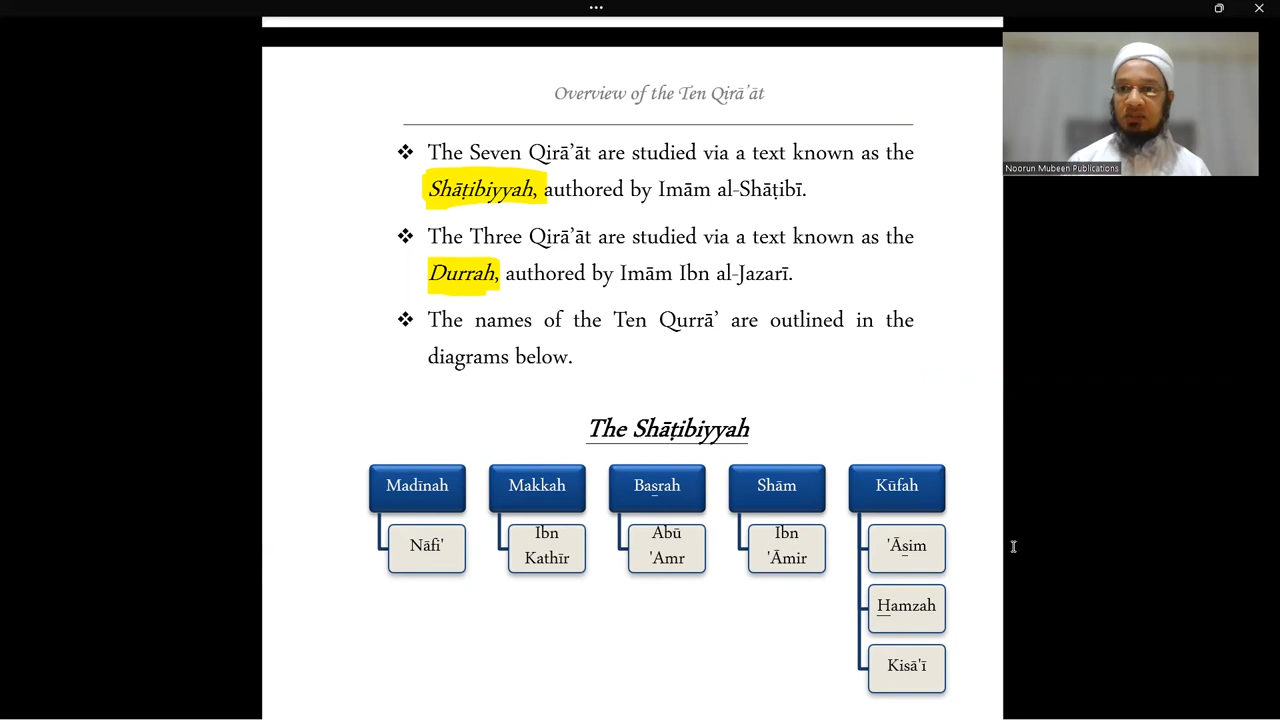 Overview of the Ten Qirā’āt
❖ The Seven Qirā’āt are studied via a text known as the
Shāṭibiyyah, authored by Imām al-Shāṭibī.
❖ The Three Qirā’āt are studied via a text known as the
Durrah, authored by Imām Ibn al-Jazarī.
❖ The names of the Ten Qurrā’ are outlined in the
diagrams below.
The Shāṭibiyyah
Madīnah
Makkah
Baṣrah
Shām
Kūfah
Nāfi'
Ibn
Kathīr
Abū
'Amr
Ibn
'Āmir
'Āṣim
Hamzah
Kisā'ī
Noorun Mubeen Publications